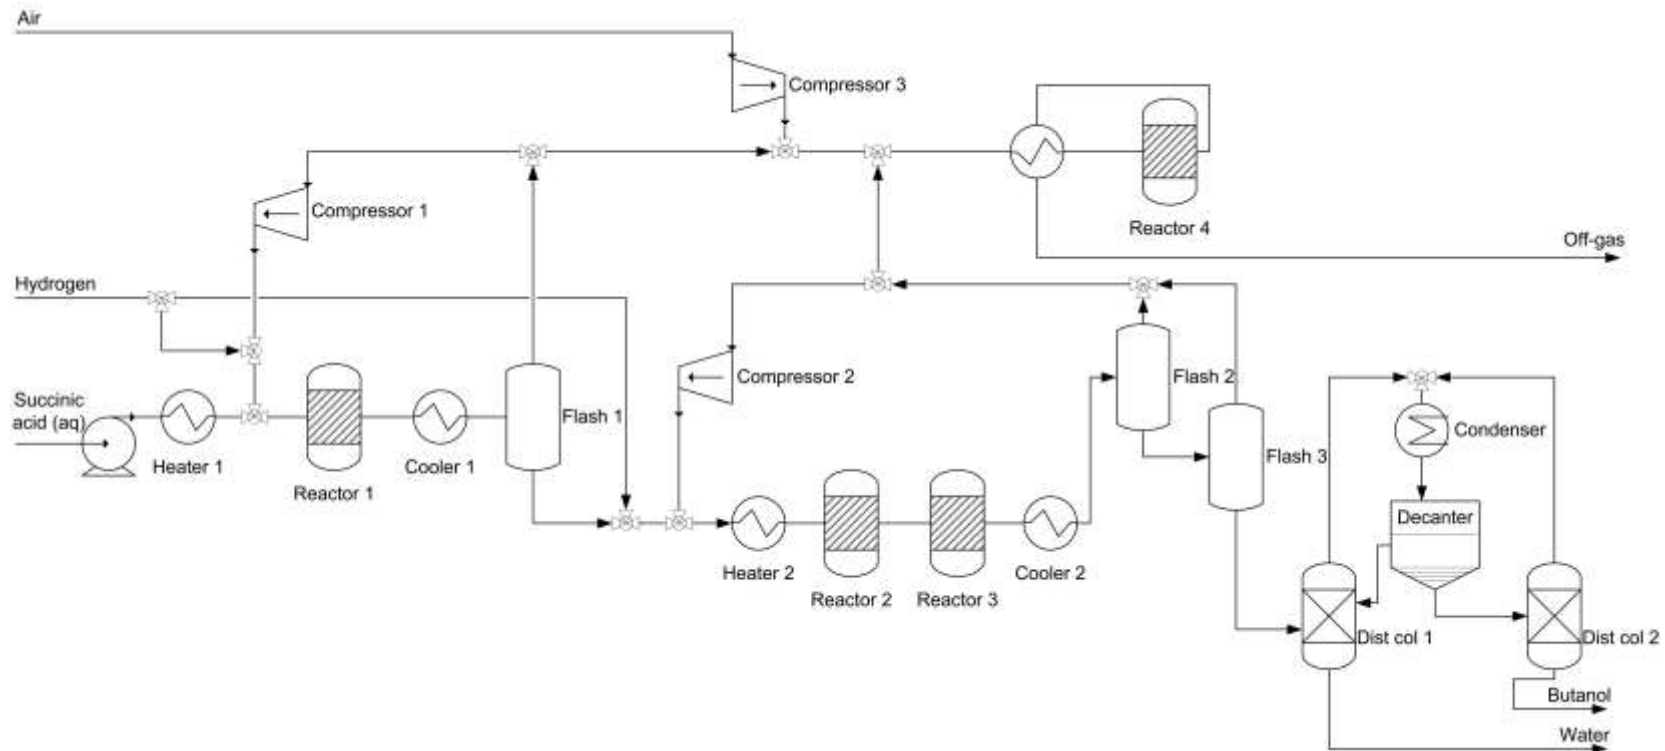 Air
Compressor 3
Compressor 1
Reactor 4
Off-gas
Hydrogen
Compressor 2
Flash 2
Succinic
acid (aq)
Flash 1
Condenser
Heater 1
Cooler 1
Flash 3
Reactor 1
Decanter
Heater 2
Cooler 2
Reactor 2
Reactor 3
Dist col 1
Dist col 2
Butanol
Water